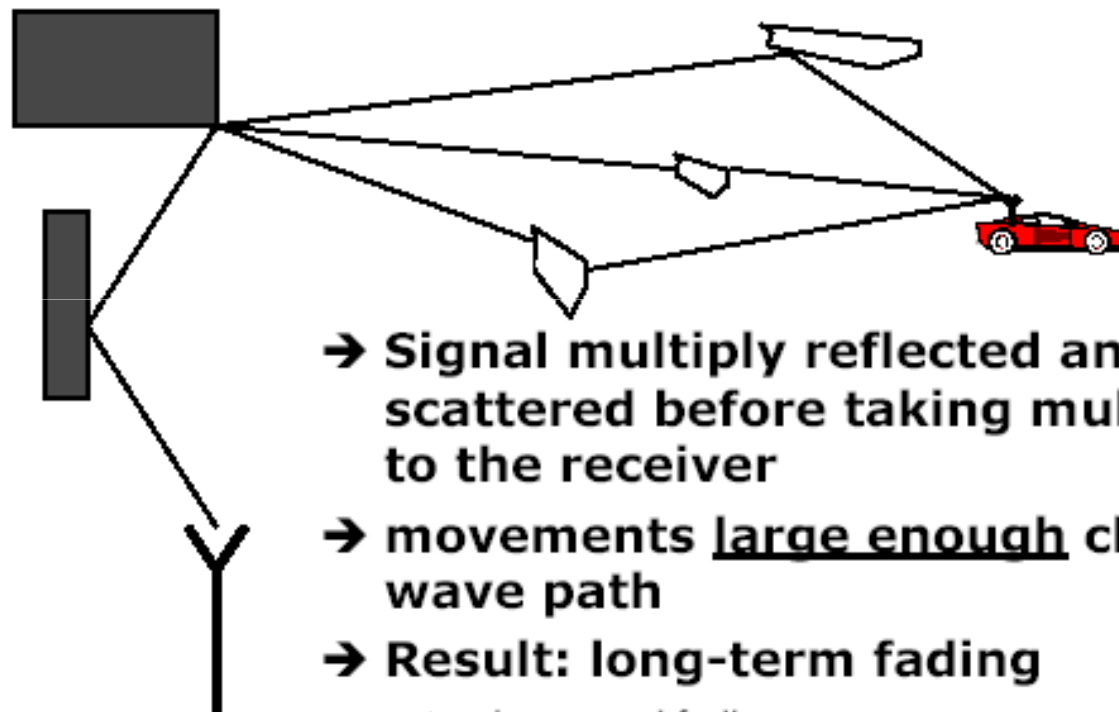 ➔ Signal multiply reflected an
scattered before taking mul
to the receiver
➔ movements large enough
wave path
➔ Result: long-term fading